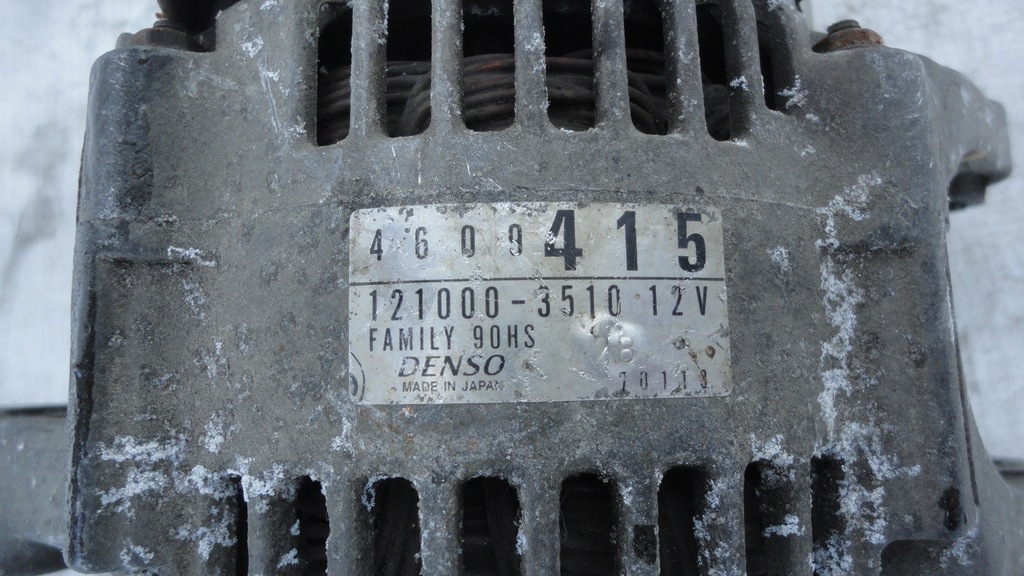 4609415
121000-3510 12V
FAMILY 90HS
DENSO
MADE IN JAPAN